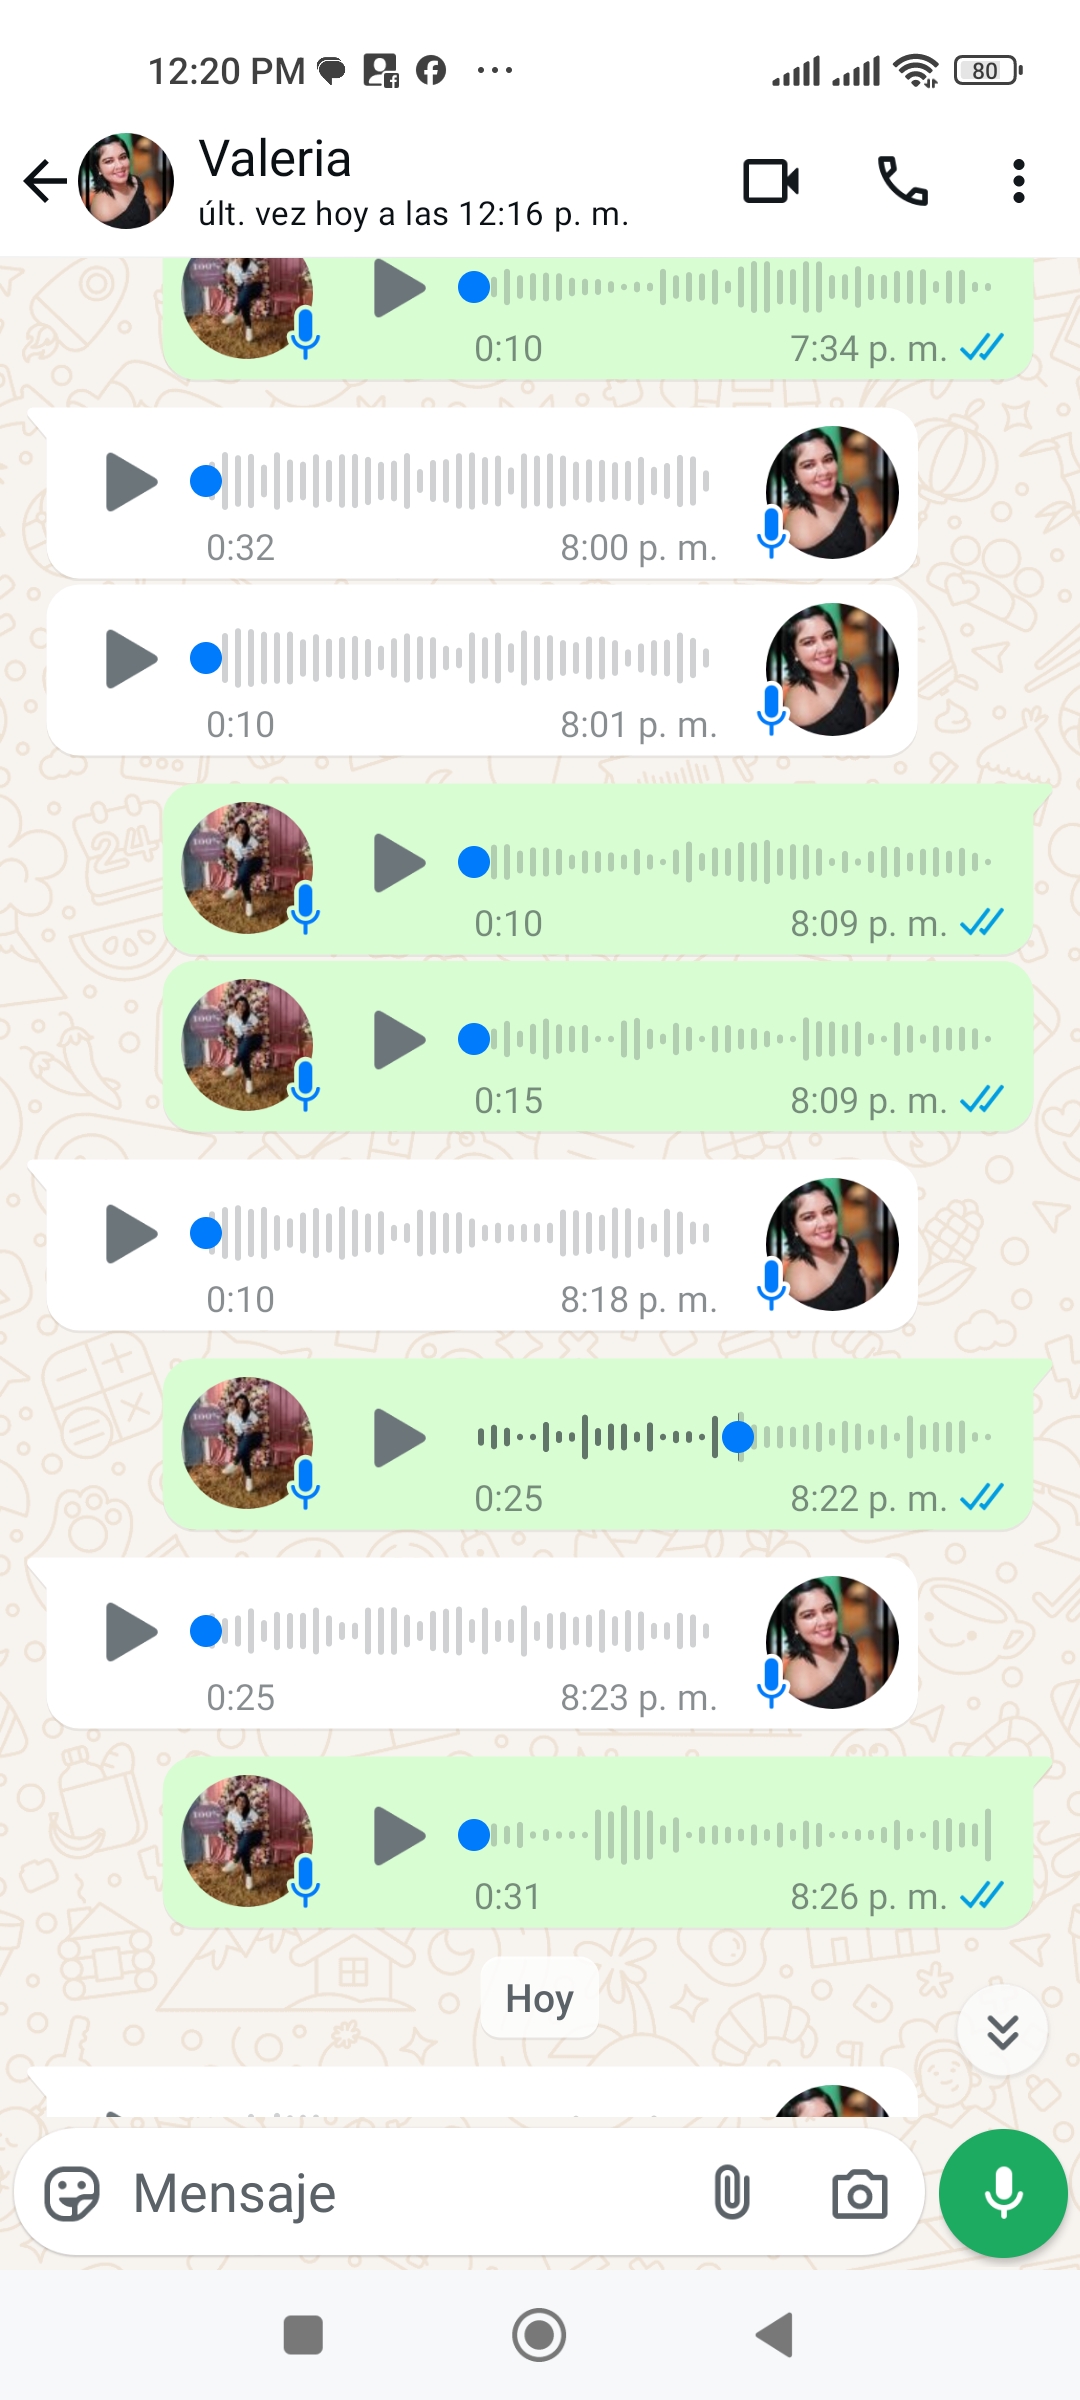 12:20 PM
80
Valeria
últ. vez hoy a las 12:16 p. m.
0:10 7:34 p. m.
0:32 8:00 p. m.
0:10 8:01 p. m.
0:10 8:09 p. m.
0:15 8:09 p. m.
0:10 8:18 p. m.
0:25 8:22 p. m.
0:25 8:23 p. m.
0:31 8:26 p. m.
Hoy
Mensaje